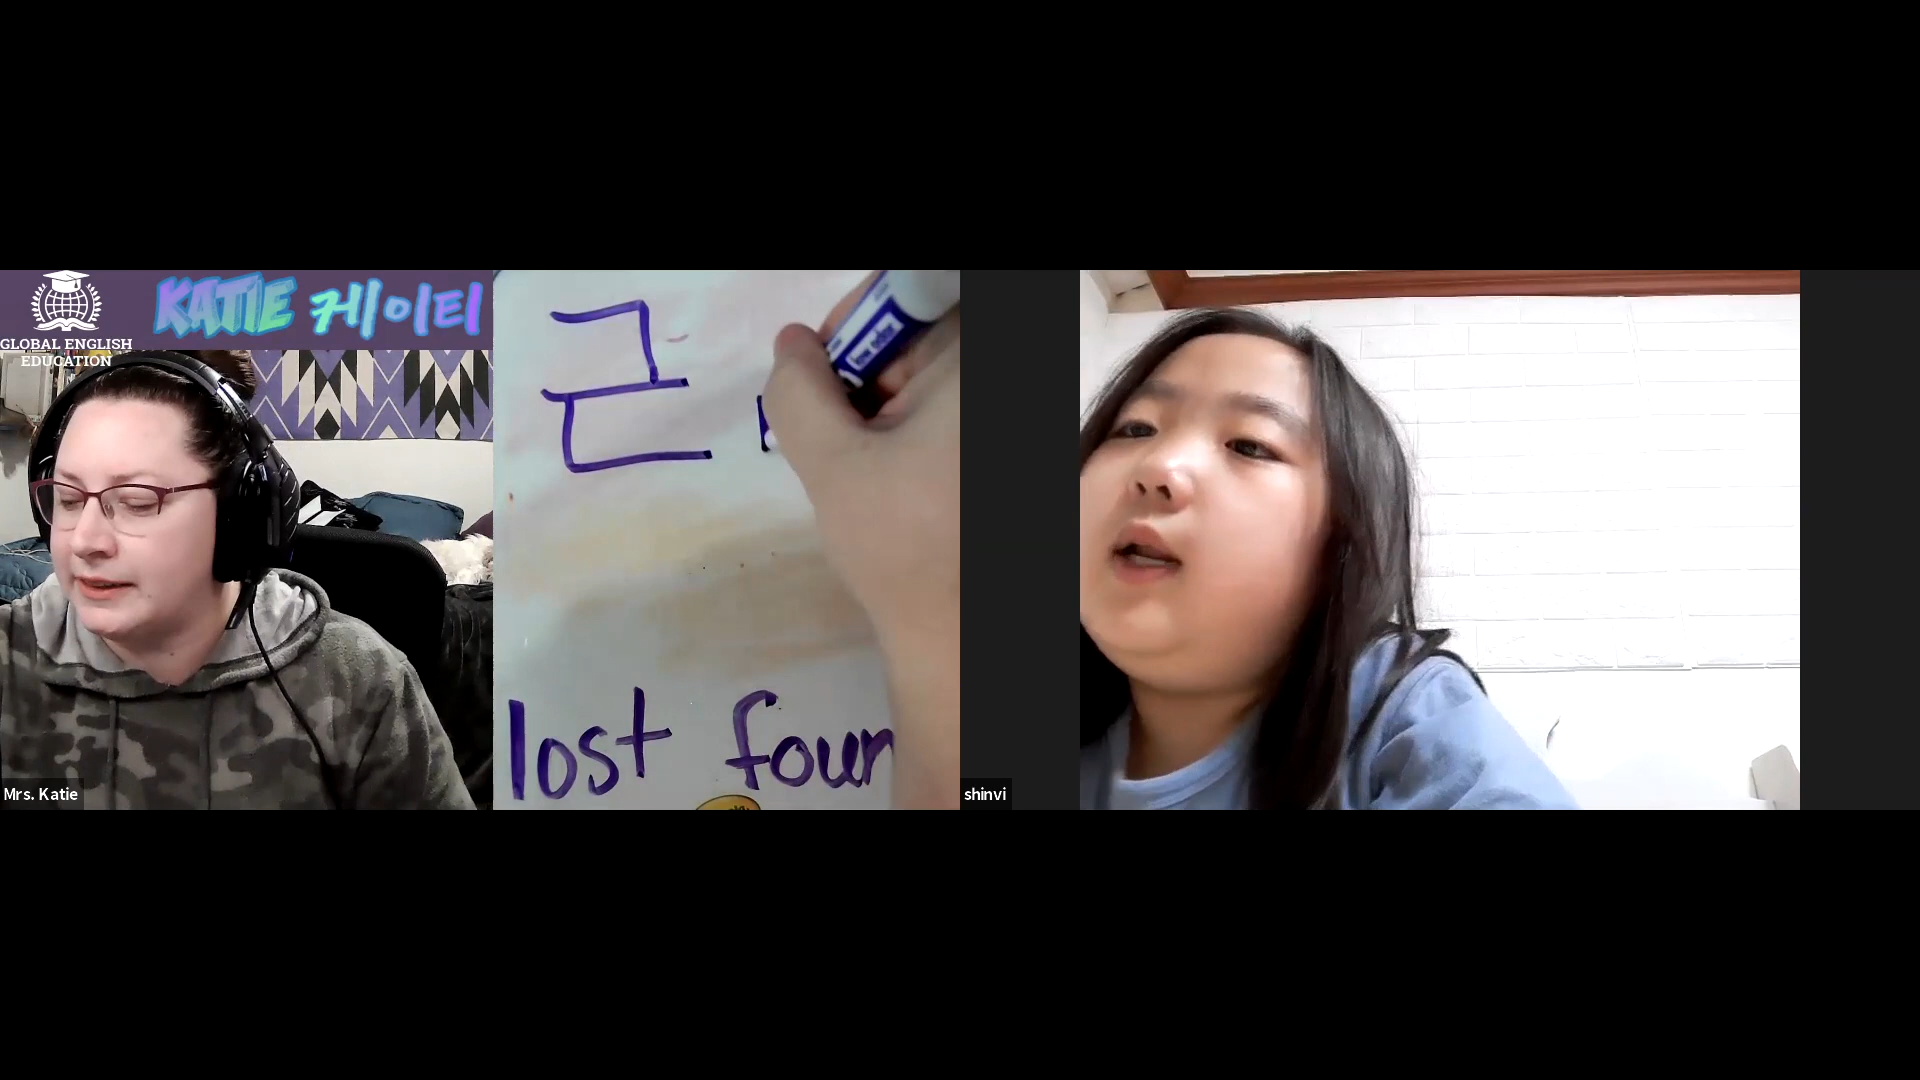 KATIE 케이티
GLOBAL ENGLISH
EDUCATION
근
lost four
Mrs. Katie
shinvi